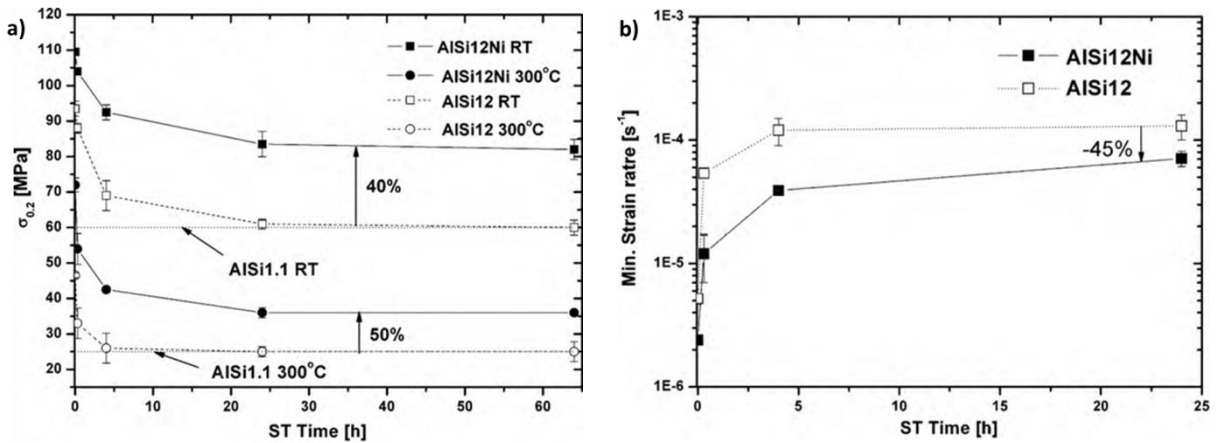 a)
AlSi12Ni RT
AlSi12Ni 300°C
AlSi12 RT
AlSi12 300°C
120
110
100
90
80
70
60
50
40
30
20
σ0.2 [MPa]
40%
AlSi1.1 RT
50%
AlSi1.1 300°C
0 10 20 30 40 50 60
ST Time [h]
b)
AlSi12Ni
AlSi12
1E-3
1E-4
1E-5
1E-6
Min. Strain ratre [s-1]
-45%
0 5 10 15 20 25
ST Time [h]